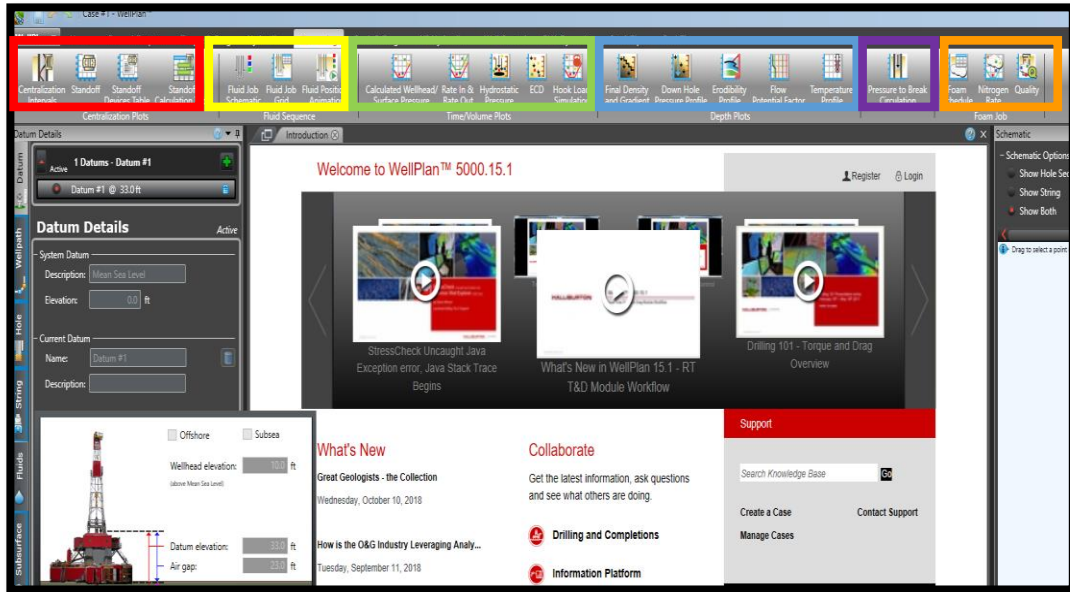 Case #1 - WellPlan™
Centralization Intervals
Standoff
Standoff Devices Table
Standoff Calculation
Fluid Job Schematic
Fluid Job Grid
Fluid Position Animation
Calculated Wellhead/ Surface Pressure
Rate In & Rate Out
Hydrostatic Pressure
ECD
Hook Load Simulation
Final Density and Gradient
Down Hole Pressure Profile
Erodibility Profile
Flow Potential Factor
Temperature Profile
Pressure to Break Circulation
Foam Schedule
Nitrogen Rate
Quality
Centralization Plots
Fluid Sequence
Time/Volume Plots
Depth Plots
Foam Job
Datum Details
Introduction
Schematic
Datum
Wellpath
Hole
String
Fluids
Subsurface
Active
1 Datums - Datum #1
Datum #1 @ 33.0 ft
Datum Details
Active
System Datum
Description: Mean Sea Level
Elevation: 0.0 ft
Current Datum
Name: Datum #1
Description:
Offshore
Subsea
Wellhead elevation: 10.0 ft
(above Mean Sea Level)
Datum elevation: 33.0 ft
Air gap: 23.0 ft
Welcome to WellPlan™ 5000.15.1
Register
Login
HALLIBURTON
StressCheck Uncaught Java
Exception error, Java Stack Trace
Begins
What's New in WellPlan 15.1 - RT
T&D Module Workflow
Drilling 101 - Torque and Drag
Overview
What's New
Great Geologists - the Collection
Wednesday, October 10, 2018
How is the O&G Industry Leveraging Analy...
Tuesday, September 11, 2018
Collaborate
Get the latest information, ask questions
and see what others are doing.
Drilling and Completions
Information Platform
Support
Search Knowledge Base
Go
Create a Case
Contact Support
Manage Cases
Schematic Options
Show Hole Sec
Show String
Show Both
Drag to select a point